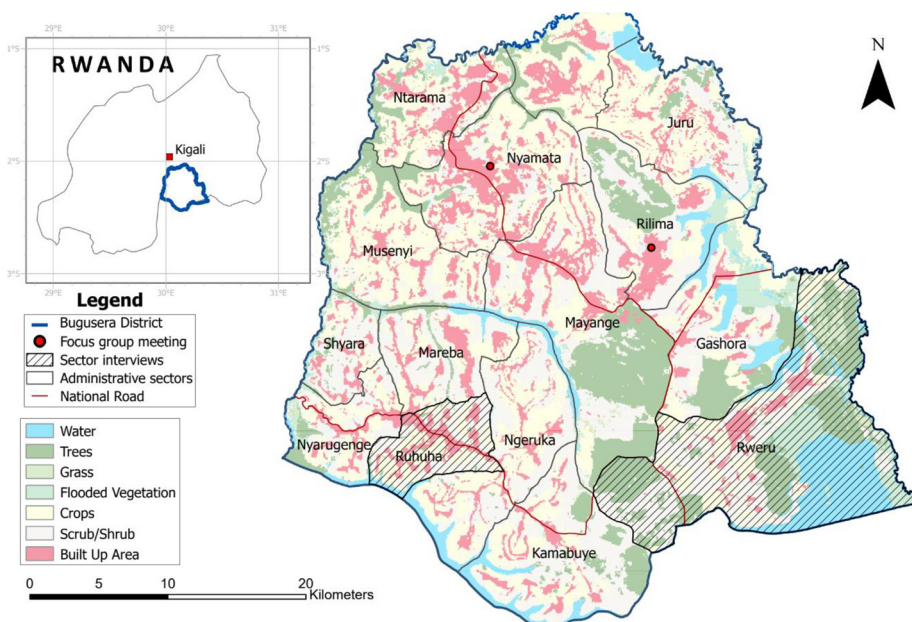 29°E
30°E
31°E
1°S
1°S
RWANDA
Kigali
2°S
2°S
3°S
3°S
29°E
30°E
31°E
N
Ntarama
Juru
Nyamata
Rilima
Musenyi
Mayange
Shyara
Mareba
Gashora
Nyarugenge
Ruhuha
Ngeruka
Rweru
Kamabuye
Legend
Bugusera District
Focus group meeting
Sector interviews
Administrative sectors
National Road
Water
Trees
Grass
Flooded Vegetation
Crops
Scrub/Shrub
Built Up Area
0 5 10 20
Kilometers